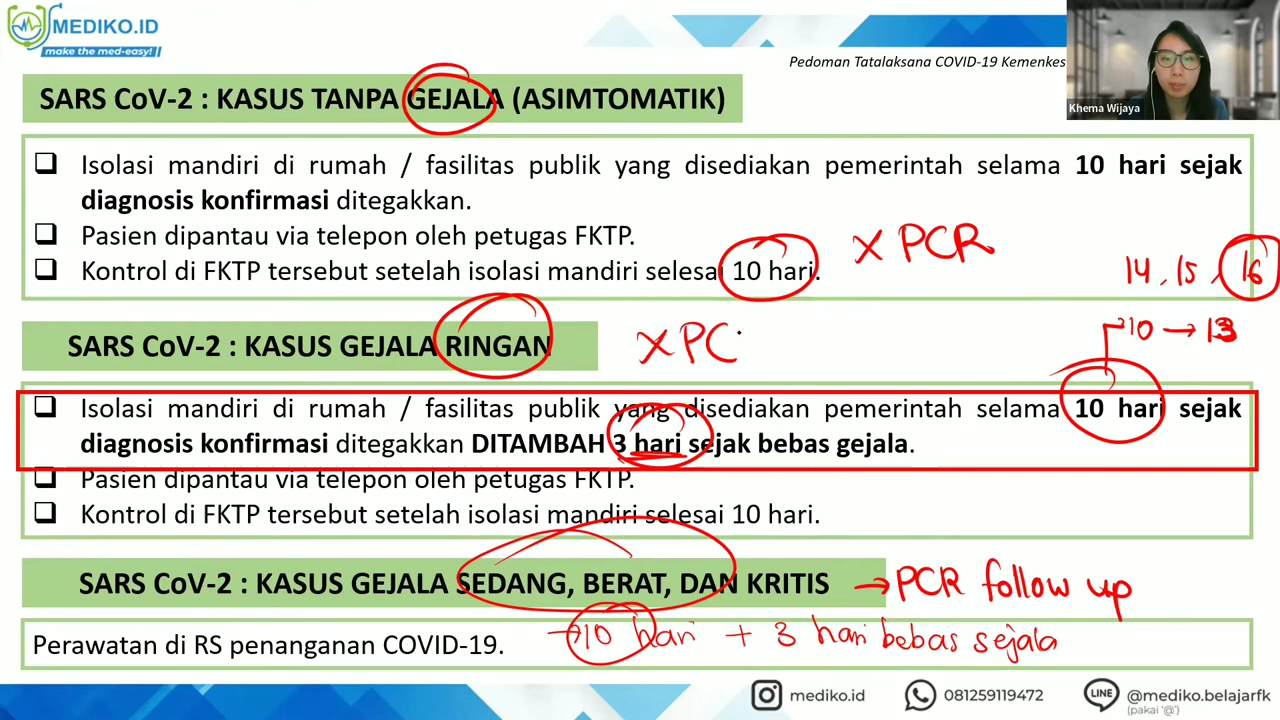 MEDIKO.ID
make the med-easy!
Pedoman Tatalaksana COVID-19 Kemenkes
Khema Wijaya
SARS CoV-2 : KASUS TANPA GEJALA (ASIMTOMATIK)
❑ Isolasi mandiri di rumah / fasilitas publik yang disediakan pemerintah selama 10 hari sejak
diagnosis konfirmasi ditegakkan.
❑ Pasien dipantau via telepon oleh petugas FKTP.
❑ Kontrol di FKTP tersebut setelah isolasi mandiri selesai 10 hari.
X PCR
14, 15, 16
SARS CoV-2 : KASUS GEJALA RINGAN
X PC
10 → 13
❑ Isolasi mandiri di rumah / fasilitas publik yang disediakan pemerintah selama 10 hari sejak
diagnosis konfirmasi ditegakkan DITAMBAH 3 hari sejak bebas gejala.
❑ Pasien dipantau via telepon oleh petugas FKTP.
❑ Kontrol di FKTP tersebut setelah isolasi mandiri selesai 10 hari.
SARS CoV-2 : KASUS GEJALA SEDANG, BERAT, DAN KRITIS
→ PCR follow up
Perawatan di RS penanganan COVID-19.
→ 10 hari + 3 hari bebas gejala
mediko.id
081259119472
LINE
@mediko.belajarfk
(pakai '@')